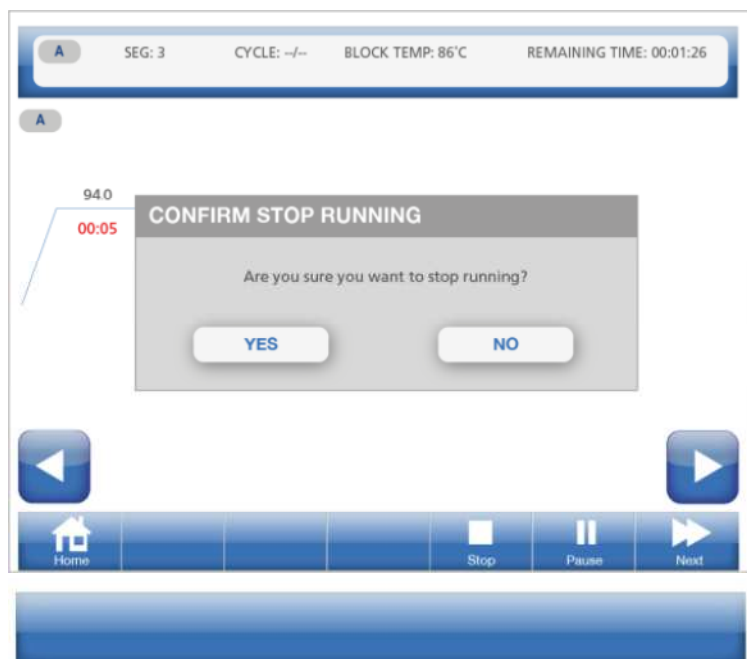 A SEG: 3 CYCLE: --/-- BLOCK TEMP: 86°C REMAINING TIME: 00:01:26
A
94.0
00:05
CONFIRM STOP RUNNING
Are you sure you want to stop running?
YES NO
Home Stop Pause Next